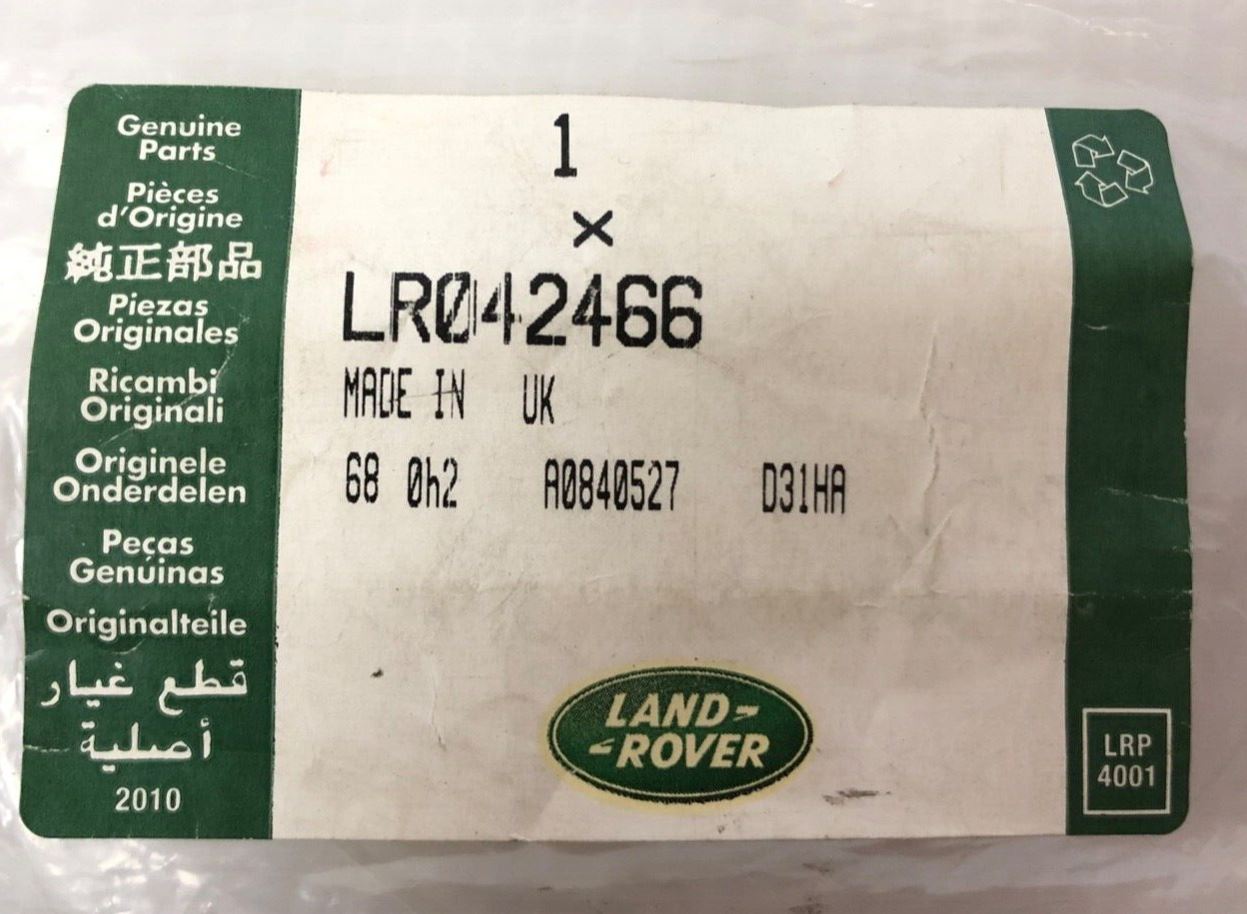 Genuine
Parts
Pièces
d'Origine
純正部品
Piezas
Originales
Ricambi
Originali
Originele
Onderdelen
Peças
Genúinas
Originalteile
قطع غيار
أصلية
2010
1
×
LR042466
MADE IN UK
68 0h2 A0840527 D31HA
LAND-
-ROVER
LRP
4001